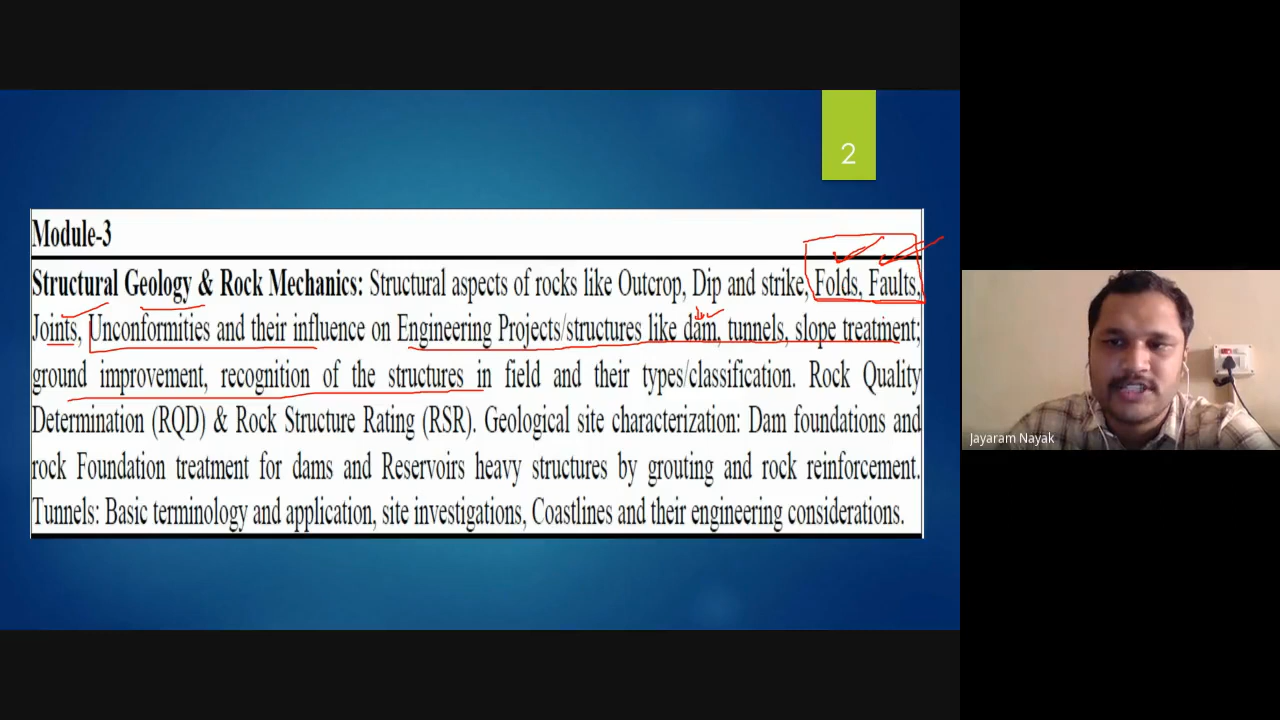 2
Module-3
Structural Geology & Rock Mechanics: Structural aspects of rocks like Outcrop, Dip and strike, Folds, Faults,
Joints, Unconformities and their influence on Engineering Projects/structures like dam, tunnels, slope treatment;
ground improvement, recognition of the structures in field and their types/classification. Rock Quality
Determination (RQD) & Rock Structure Rating (RSR). Geological site characterization: Dam foundations and
rock Foundation treatment for dams and Reservoirs heavy structures by grouting and rock reinforcement.
Tunnels: Basic terminology and application, site investigations, Coastlines and their engineering considerations.
Jayaram Nayak